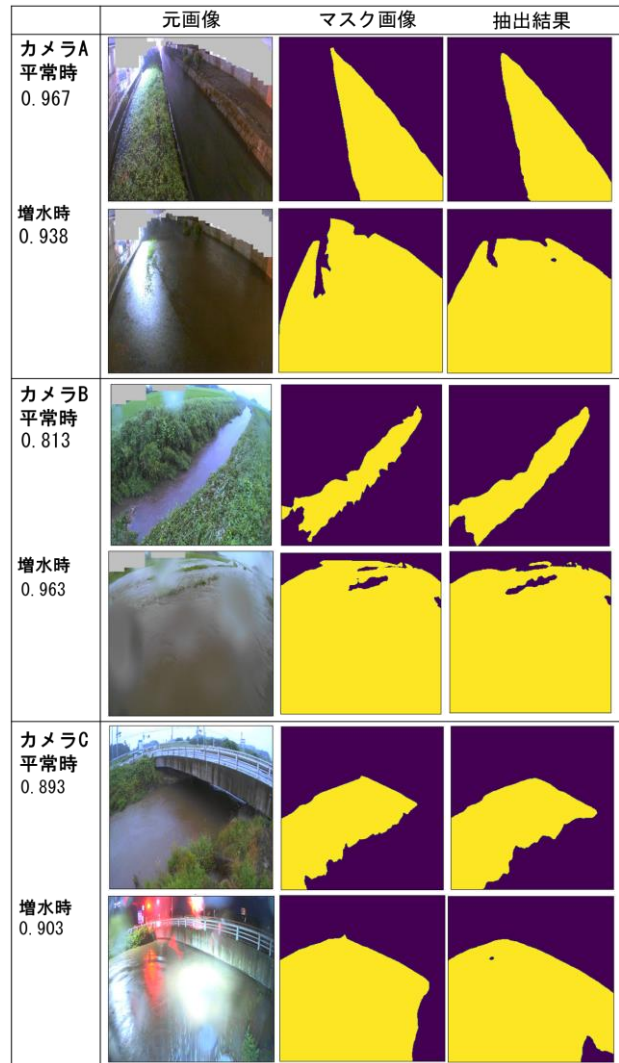 元画像 マスク画像 抽出結果
カメラA
平常時
0.967
増水時
0.938
カメラB
平常時
0.813
増水時
0.963
カメラC
平常時
0.893
増水時
0.903